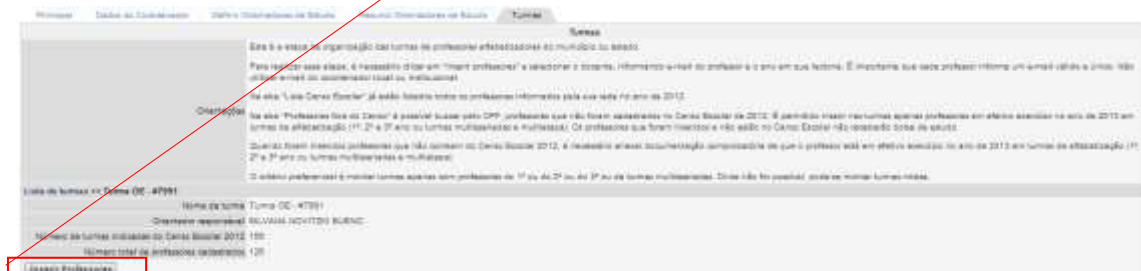 Principal Dados do Coordenador Definir Orientadores de Estudo Resumo Orientadores de Estudo Turmas
Turmas
Esta é a etapa de organização das turmas de professores alfabetizadores do município ou estado.
Para realizar essa etapa, é necessário clicar em "Inserir professores" e selecionar o docente, informando e-mail do professor e o ano em que leciona. É importante que cada professor informe um e-mail válido e único. Não
utilizar e-mail do coordenador local ou institucional.
Na aba "Lista Censo Escolar" já estão listados todos os professores informados pela sua rede no ano de 2012.
Orientações
Na aba "Professores fora do Censo" é possível buscar pelo CPF, professores que não foram cadastrados no Censo Escolar de 2012. É permitido inserir nas turmas apenas professores em efetivo exercício no ano de 2013 em
turmas de alfabetização (1º, 2º e 3º ano ou turmas multisseriadas e multietapa). Os professores que forem inseridos e não estão no Censo Escolar não receberão bolsa de estudo.
Quando forem inseridos professores que não constem do Censo Escolar 2012, é necessário anexar documentação comprobatória de que o professor está em efetivo exercício no ano de 2013 em turmas de alfabetização (1º
2º e 3º ano ou turmas multisseriadas e multietapa).
O critério preferencial é montar turmas apenas com professores do 1º ou do 2º ou do 3º ou de turmas multisseriadas. Onde não for possível, pode-se montar turmas mistas.
Lista de turmas >> Turma OE - 47991
Nome da turma Turma OE - 47991
Orientador responsável SILVANA
Número de turmas indicadas do Censo Escolar 2012
Número total de professores cadastrados
Inserir Professores